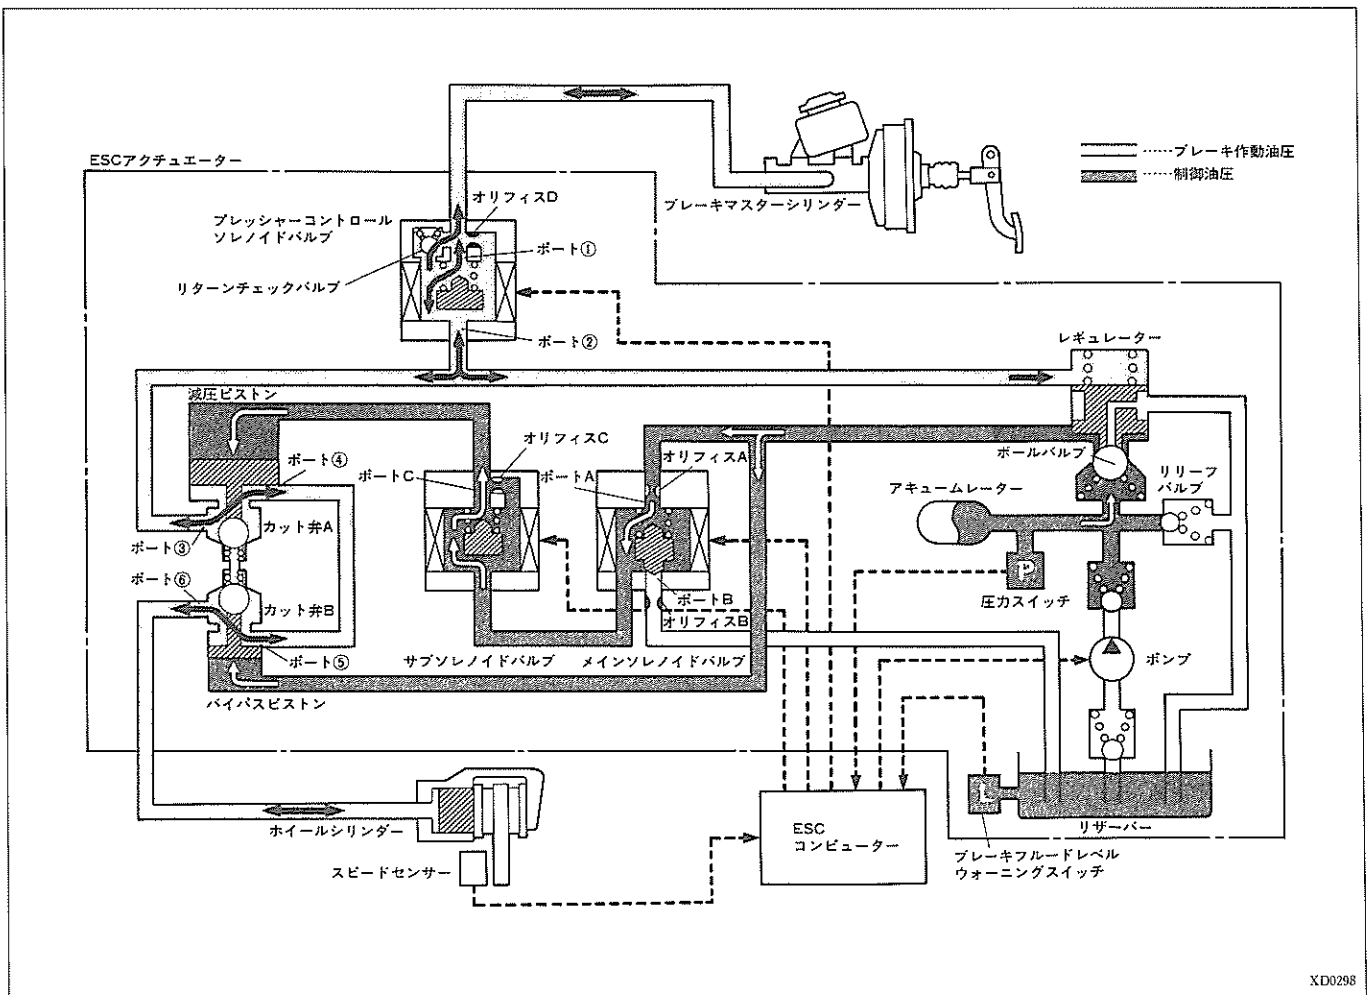 ESCアクチュエーター
オリフィスD
プレッシャーコントロール
ソレノイドバルブ
ポート①
リターンチェックバルブ
ポート②
ブレーキマスターシリンダー
……ブレーキ作動油圧
……制御油圧
レギュレーター
減圧ピストン
オリフィスC
ポートA
オリフィスA
ポート④
ポートC
ボールバルブ
リリーフ
バルブ
アキュームレーター
カット弁A
ポート③
P
圧力スイッチ
ポート⑥
カット弁B
ポートB
オリフィスB
ポート⑤
サブソレノイドバルブ
メインソレノイドバルブ
ポンプ
バイパスピストン
L
リザーバー
ホイールシリンダー
ESC
コンピューター
スピードセンサー
ブレーキフルードレベル
ウォーニングスイッチ
XD0298